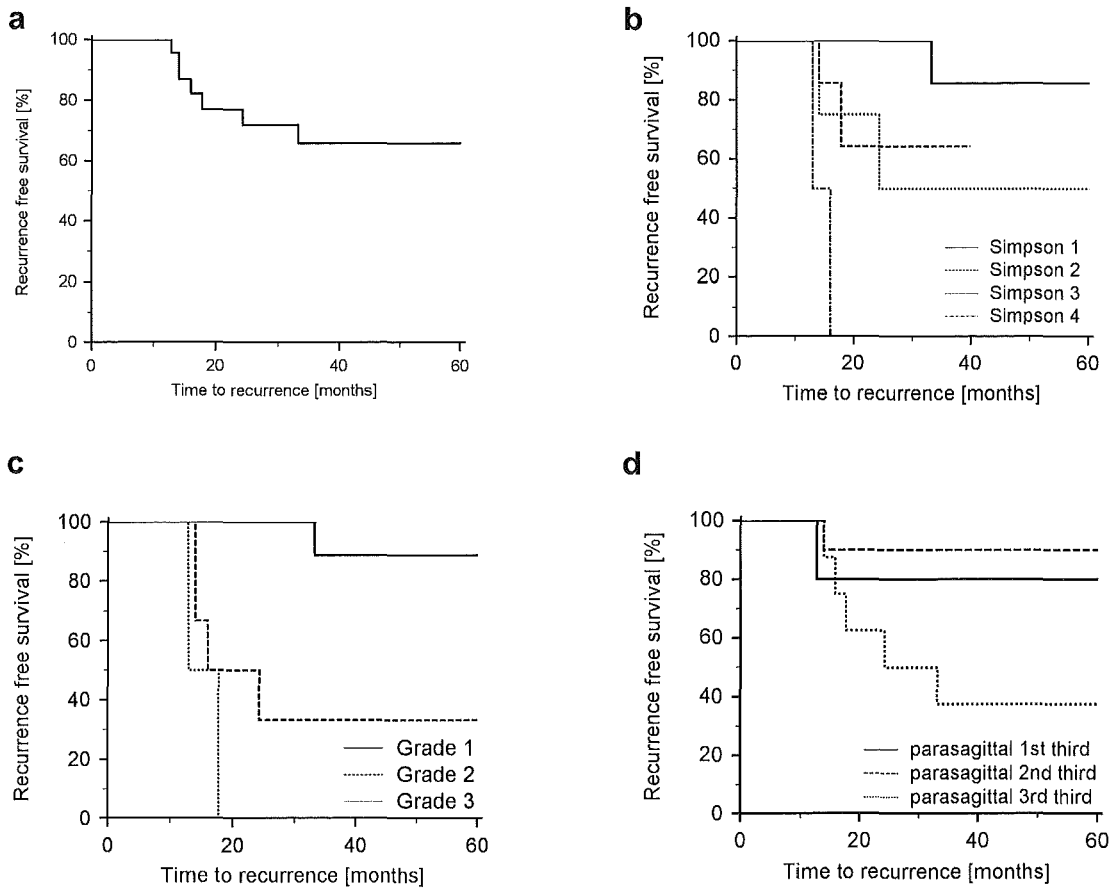 a
Recurrence free survival [%]
100
80
60
40
20
0
0 20 40 60
Time to recurrence [months]
b
Recurrence free survival [%]
100
80
60
40
20
0
Simpson 1
Simpson 2
Simpson 3
Simpson 4
0 20 40 60
Time to recurrence [months]
c
Recurrence free survival [%]
100
80
60
40
20
0
Grade 1
Grade 2
Grade 3
0 20 40 60
Time to recurrence [months]
d
Recurrence free survival [%]
100
80
60
40
20
0
parasagittal 1st third
parasagittal 2nd third
parasagittal 3rd third
0 20 40 60
Time to recurrence [months]